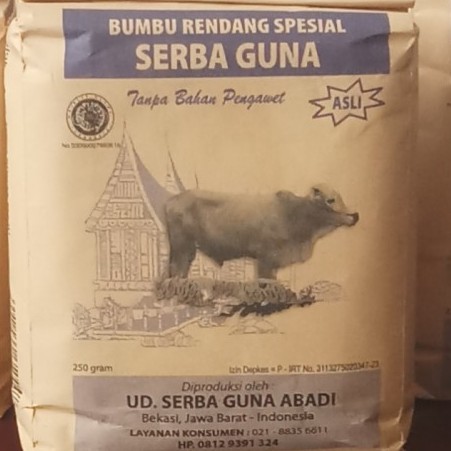 BUMBU RENDANG SPESIAL
SERBA GUNA
Tanpa Bahan Pengawet
ASLI
250 gram
Izin Depkes = P - IRT No. 3113275020347-23
Diproduksi oleh :
UD. SERBA GUNA ABADI
Bekasi, Jawa Barat - Indonesia
LAYANAN KONSUMEN : 021 - 8835 6811
HP. 0812 9391 324